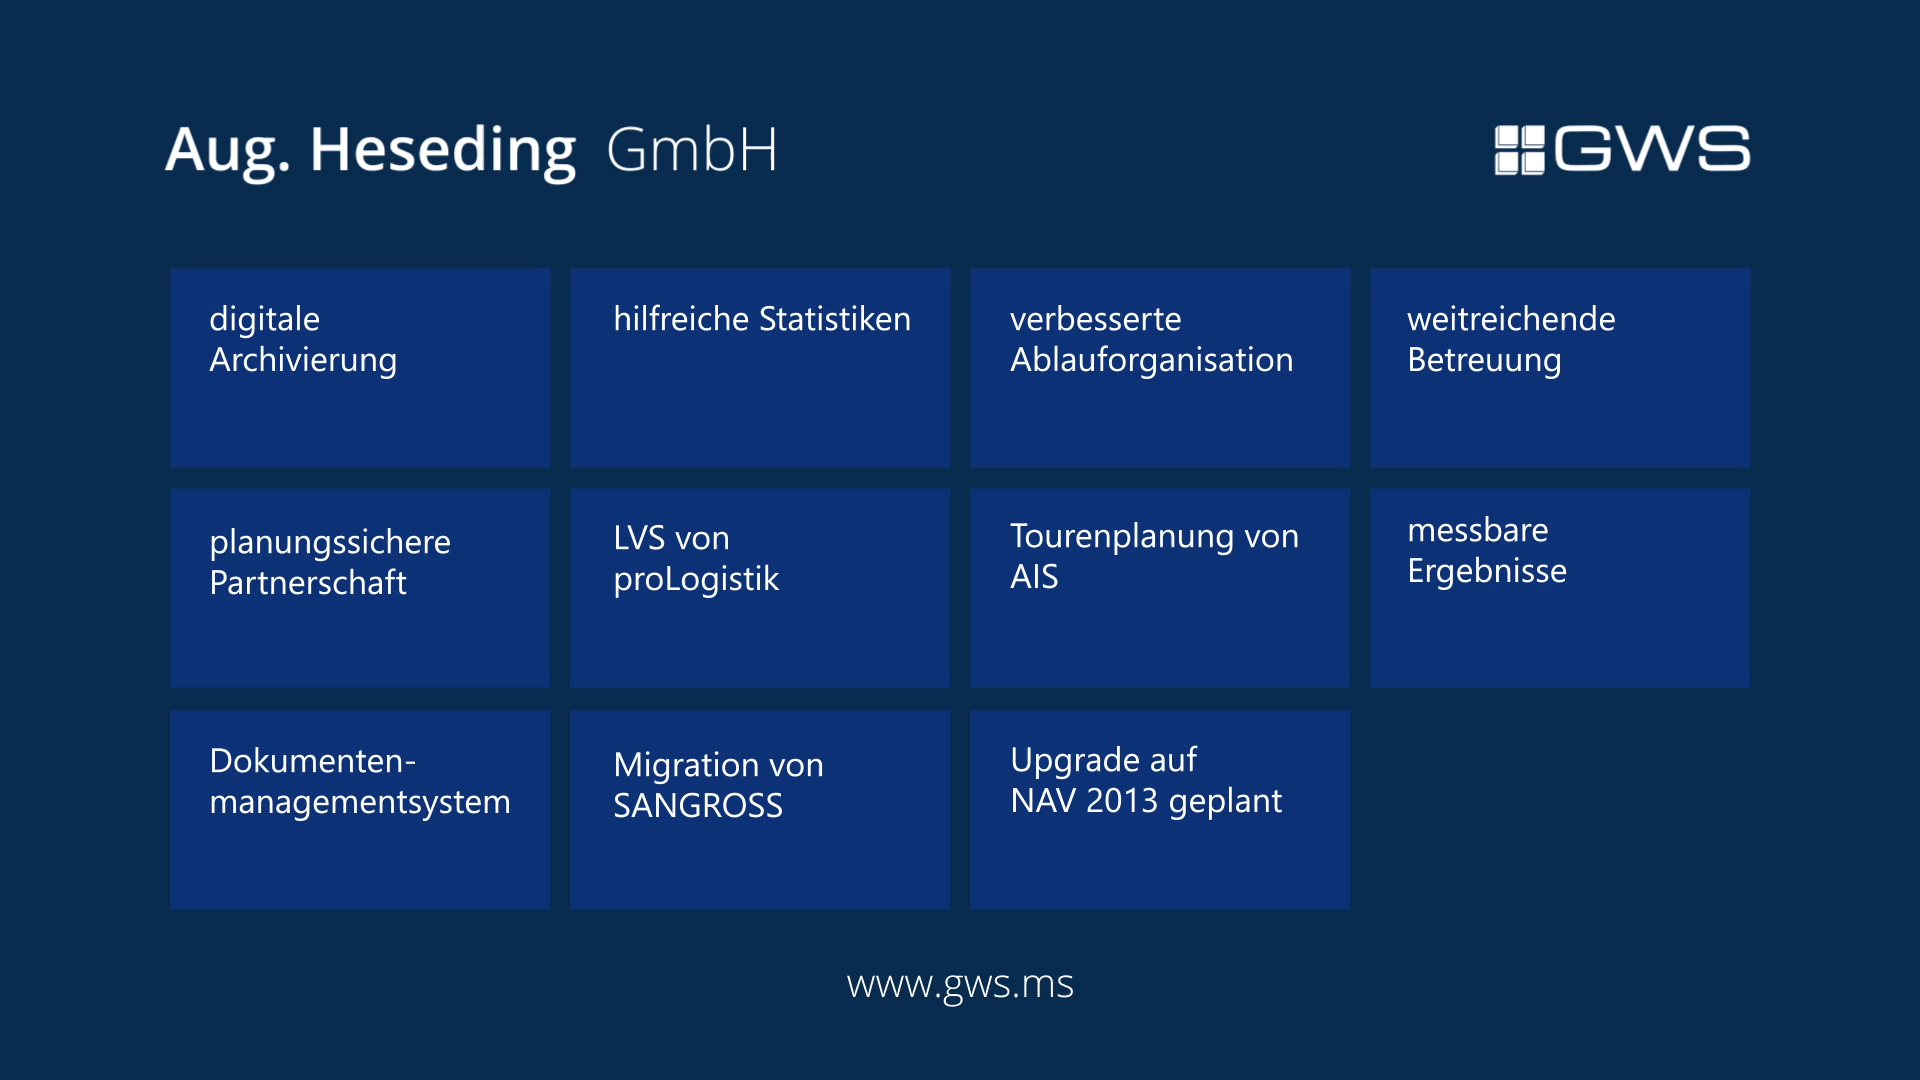 Aug. Heseding GmbH
GWS
digitale
Archivierung
hilfreiche Statistiken
verbesserte
Ablauforganisation
weitreichende
Betreuung
planungssichere
Partnerschaft
LVS von
proLogistik
Tourenplanung von
AIS
messbare
Ergebnisse
Dokumenten-
managementsystem
Migration von
SANGROSS
Upgrade auf
NAV 2013 geplant
www.gws.ms